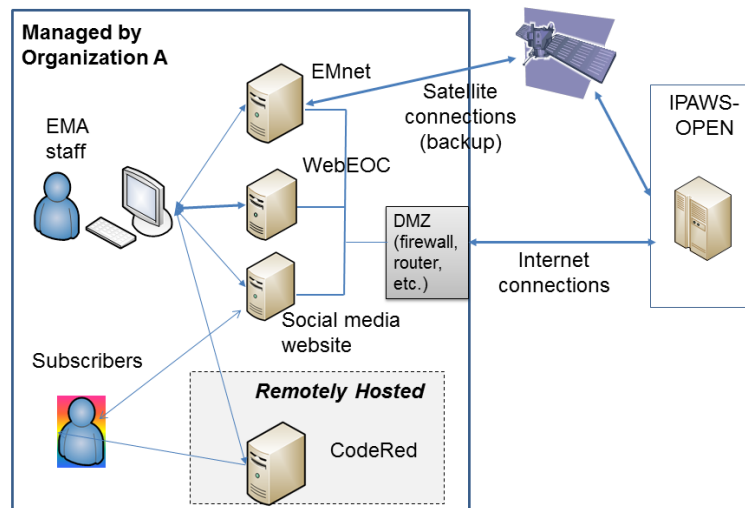 Managed by
Organization A
EMnet
EMA
staff
WebEOC
Satellite
connections
(backup)
IPAWS-
OPEN
DMZ
(firewall,
router,
etc.)
Internet
connections
Social media
website
Subscribers
Remotely Hosted
CodeRed